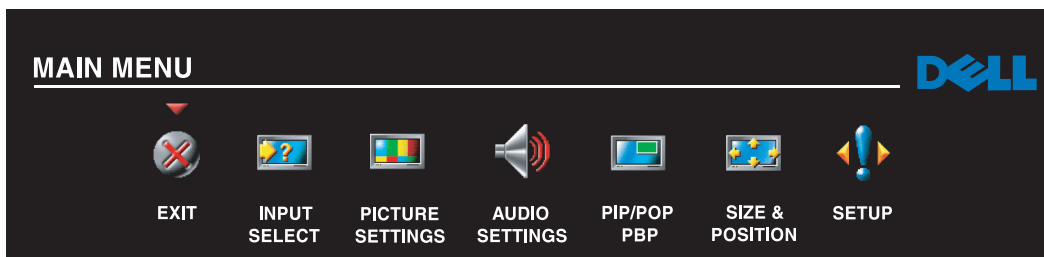 MAIN MENU
DELL
EXIT
INPUT
SELECT
PICTURE
SETTINGS
AUDIO
SETTINGS
PIP/POP
PBP
SIZE &
POSITION
SETUP
?